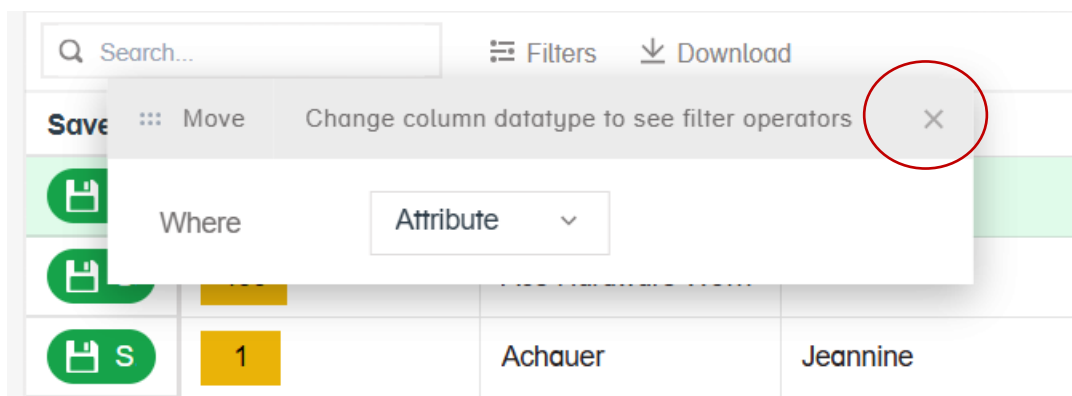 Search...
Filters
Download
Save
Move
Change column datatype to see filter operators
Where
Attribute
S
1
Achauer
Jeannine